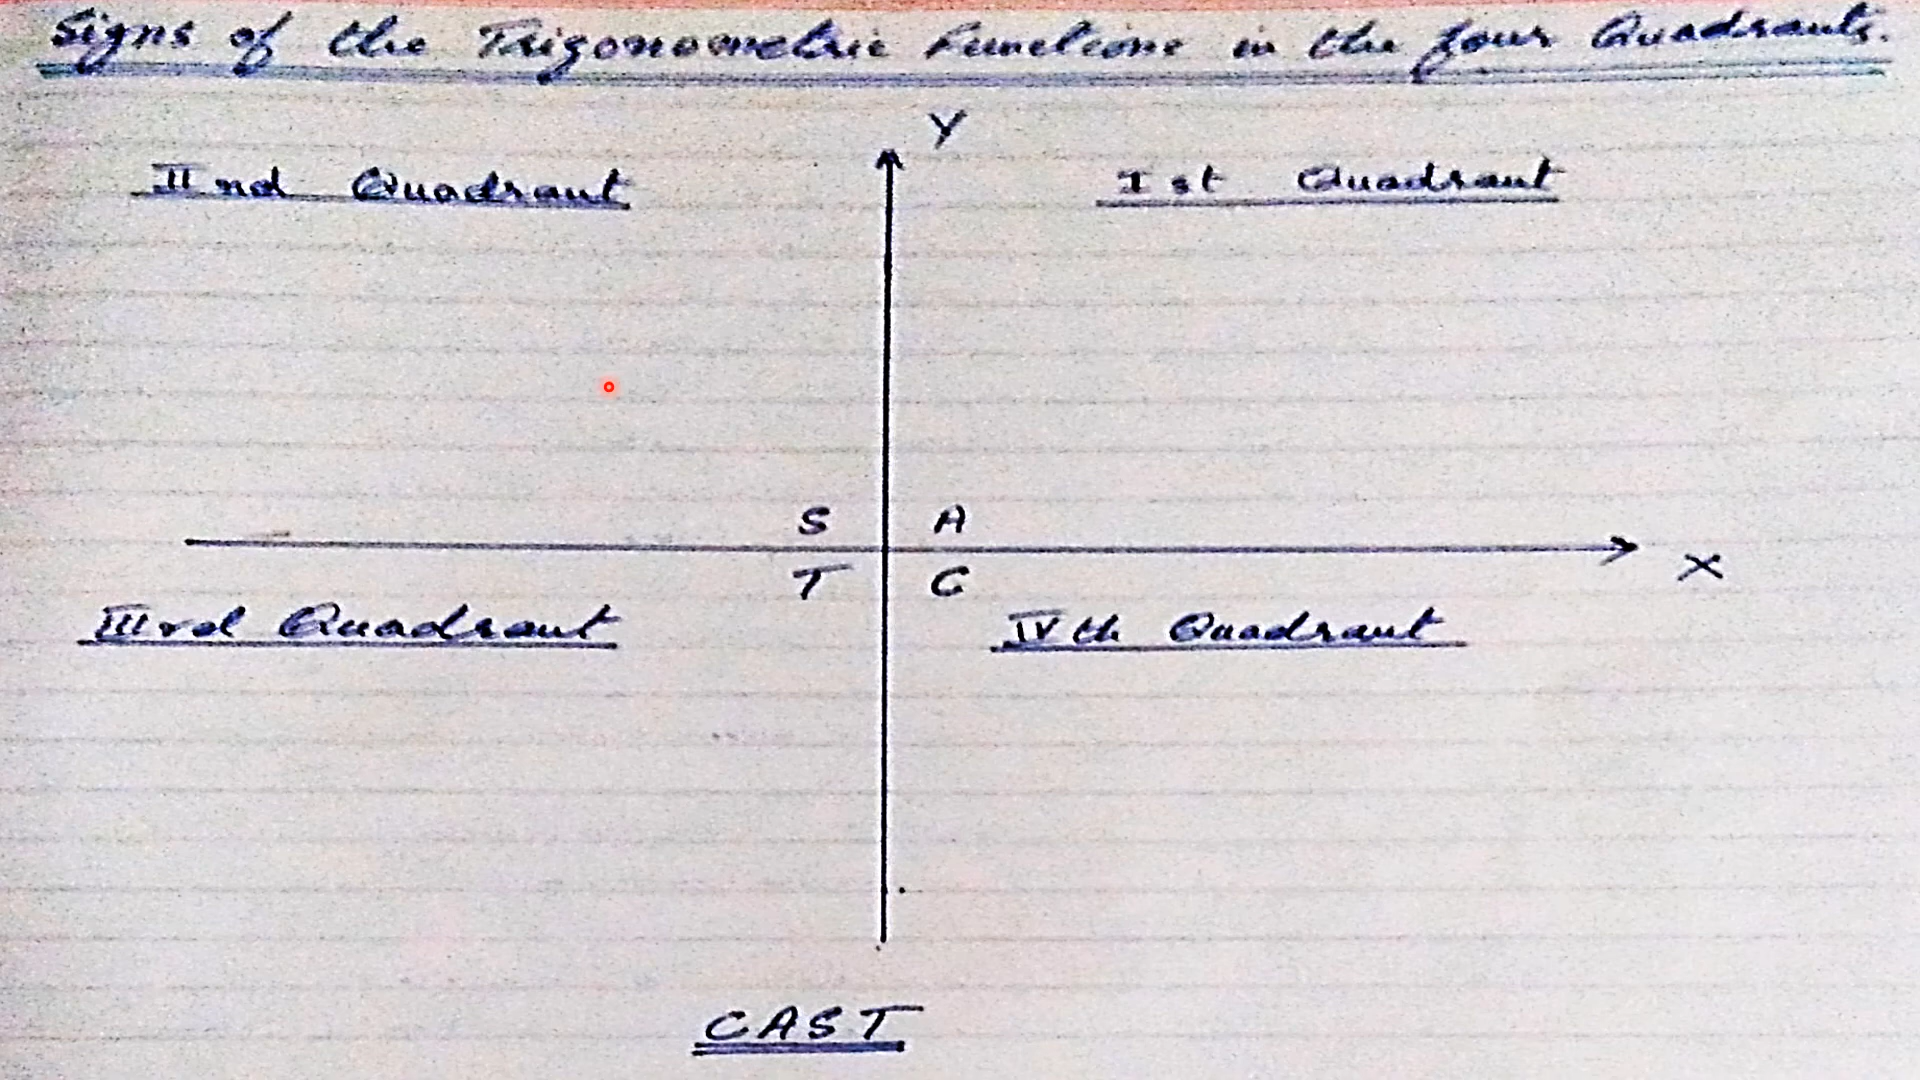 Signs of the Trigonometric Functions in the four Quadrants.
Y
IInd Quadrant
Ist Quadrant
S A
X
T C
IIIrd Quadrant
IVth Quadrant
CAST